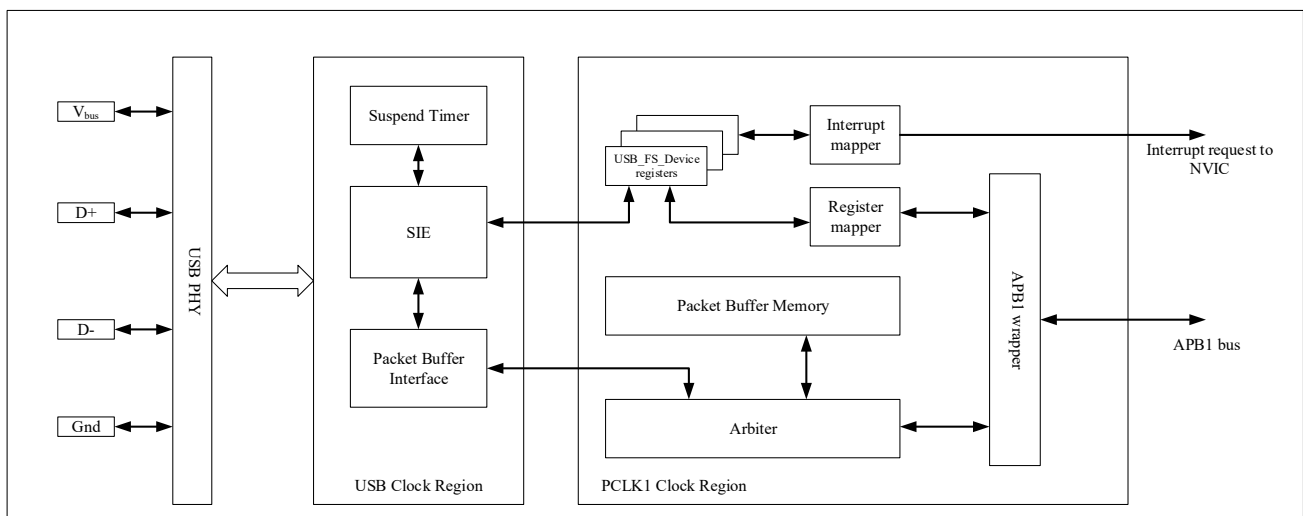 V_bus
D+
D-
Gnd
USB PHY
Suspend Timer
SIE
Packet Buffer
Interface
USB Clock Region
USB_FS_Device
registers
Interrupt
mapper
Register
mapper
Packet Buffer Memory
Arbiter
APB1 wrapper
PCLK1 Clock Region
Interrupt request to
NVIC
APB1 bus